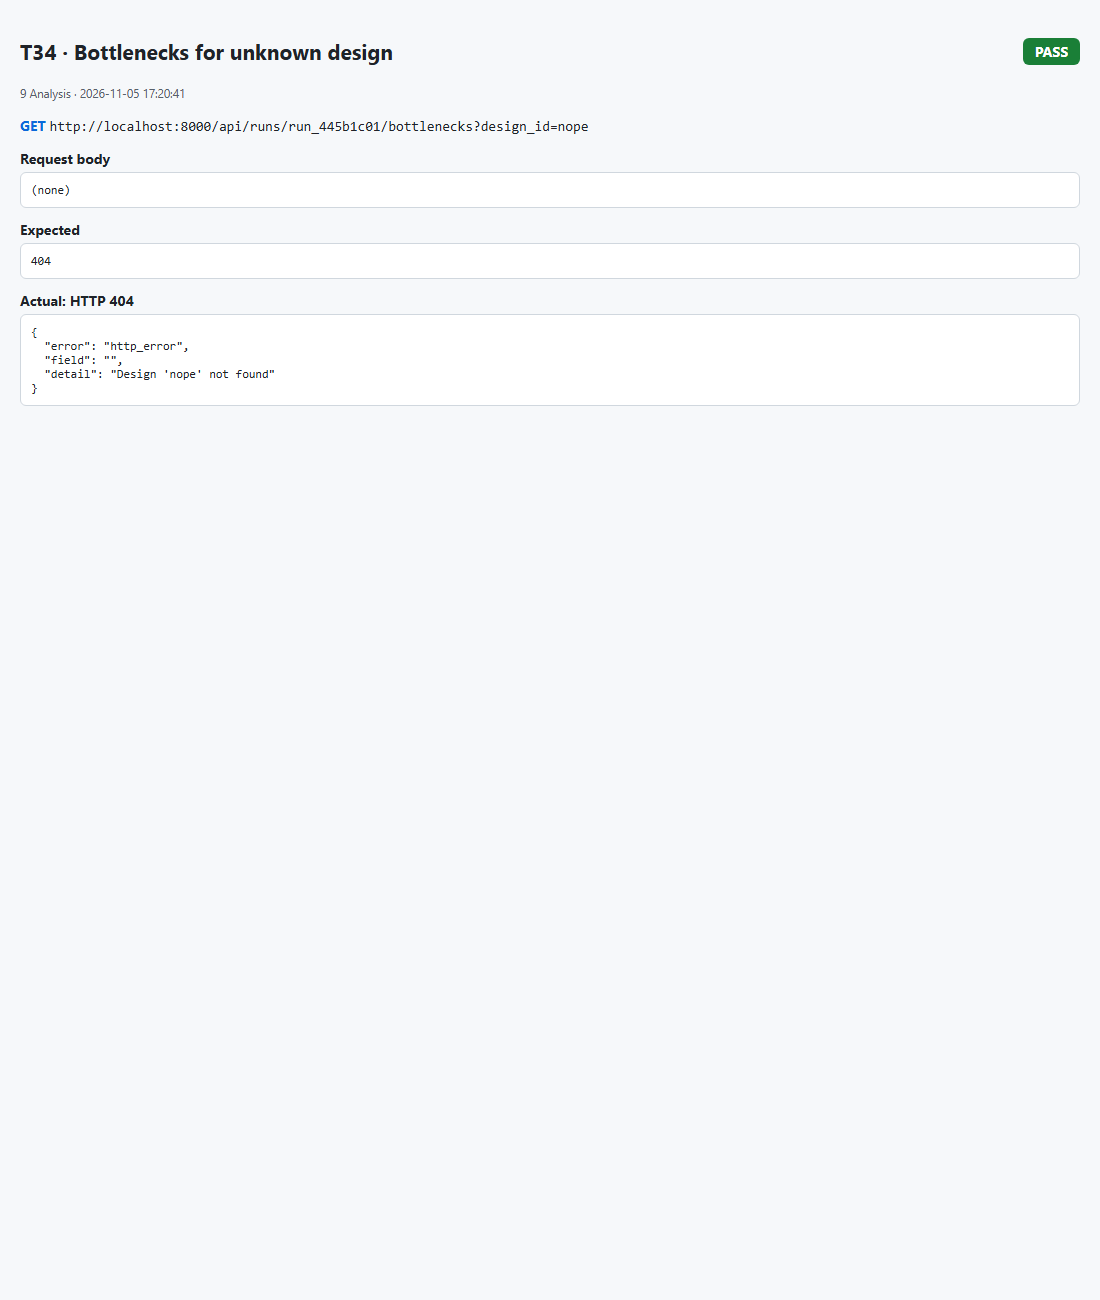 T34 · Bottlenecks for unknown design
PASS
9 Analysis · 2026-11-05 17:20:41
GET http://localhost:8000/api/runs/run_445b1c01/bottlenecks?design_id=nope
Request body
(none)
Expected
404
Actual: HTTP 404
{
  "error": "http_error",
  "field": "",
  "detail": "Design 'nope' not found"
}